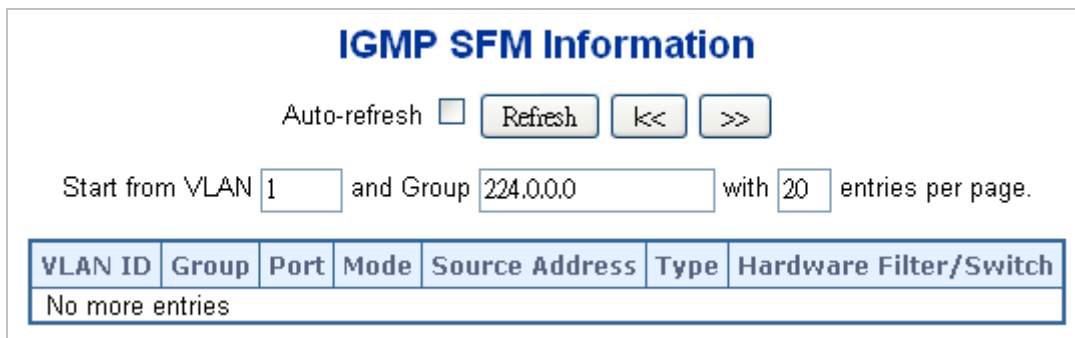 IGMP SFM Information
Auto-refresh Refresh |<< >>
Start from VLAN 1 and Group 224.0.0.0 with 20 entries per page.
VLAN ID Group Port Mode Source Address Type Hardware Filter/Switch
No more entries